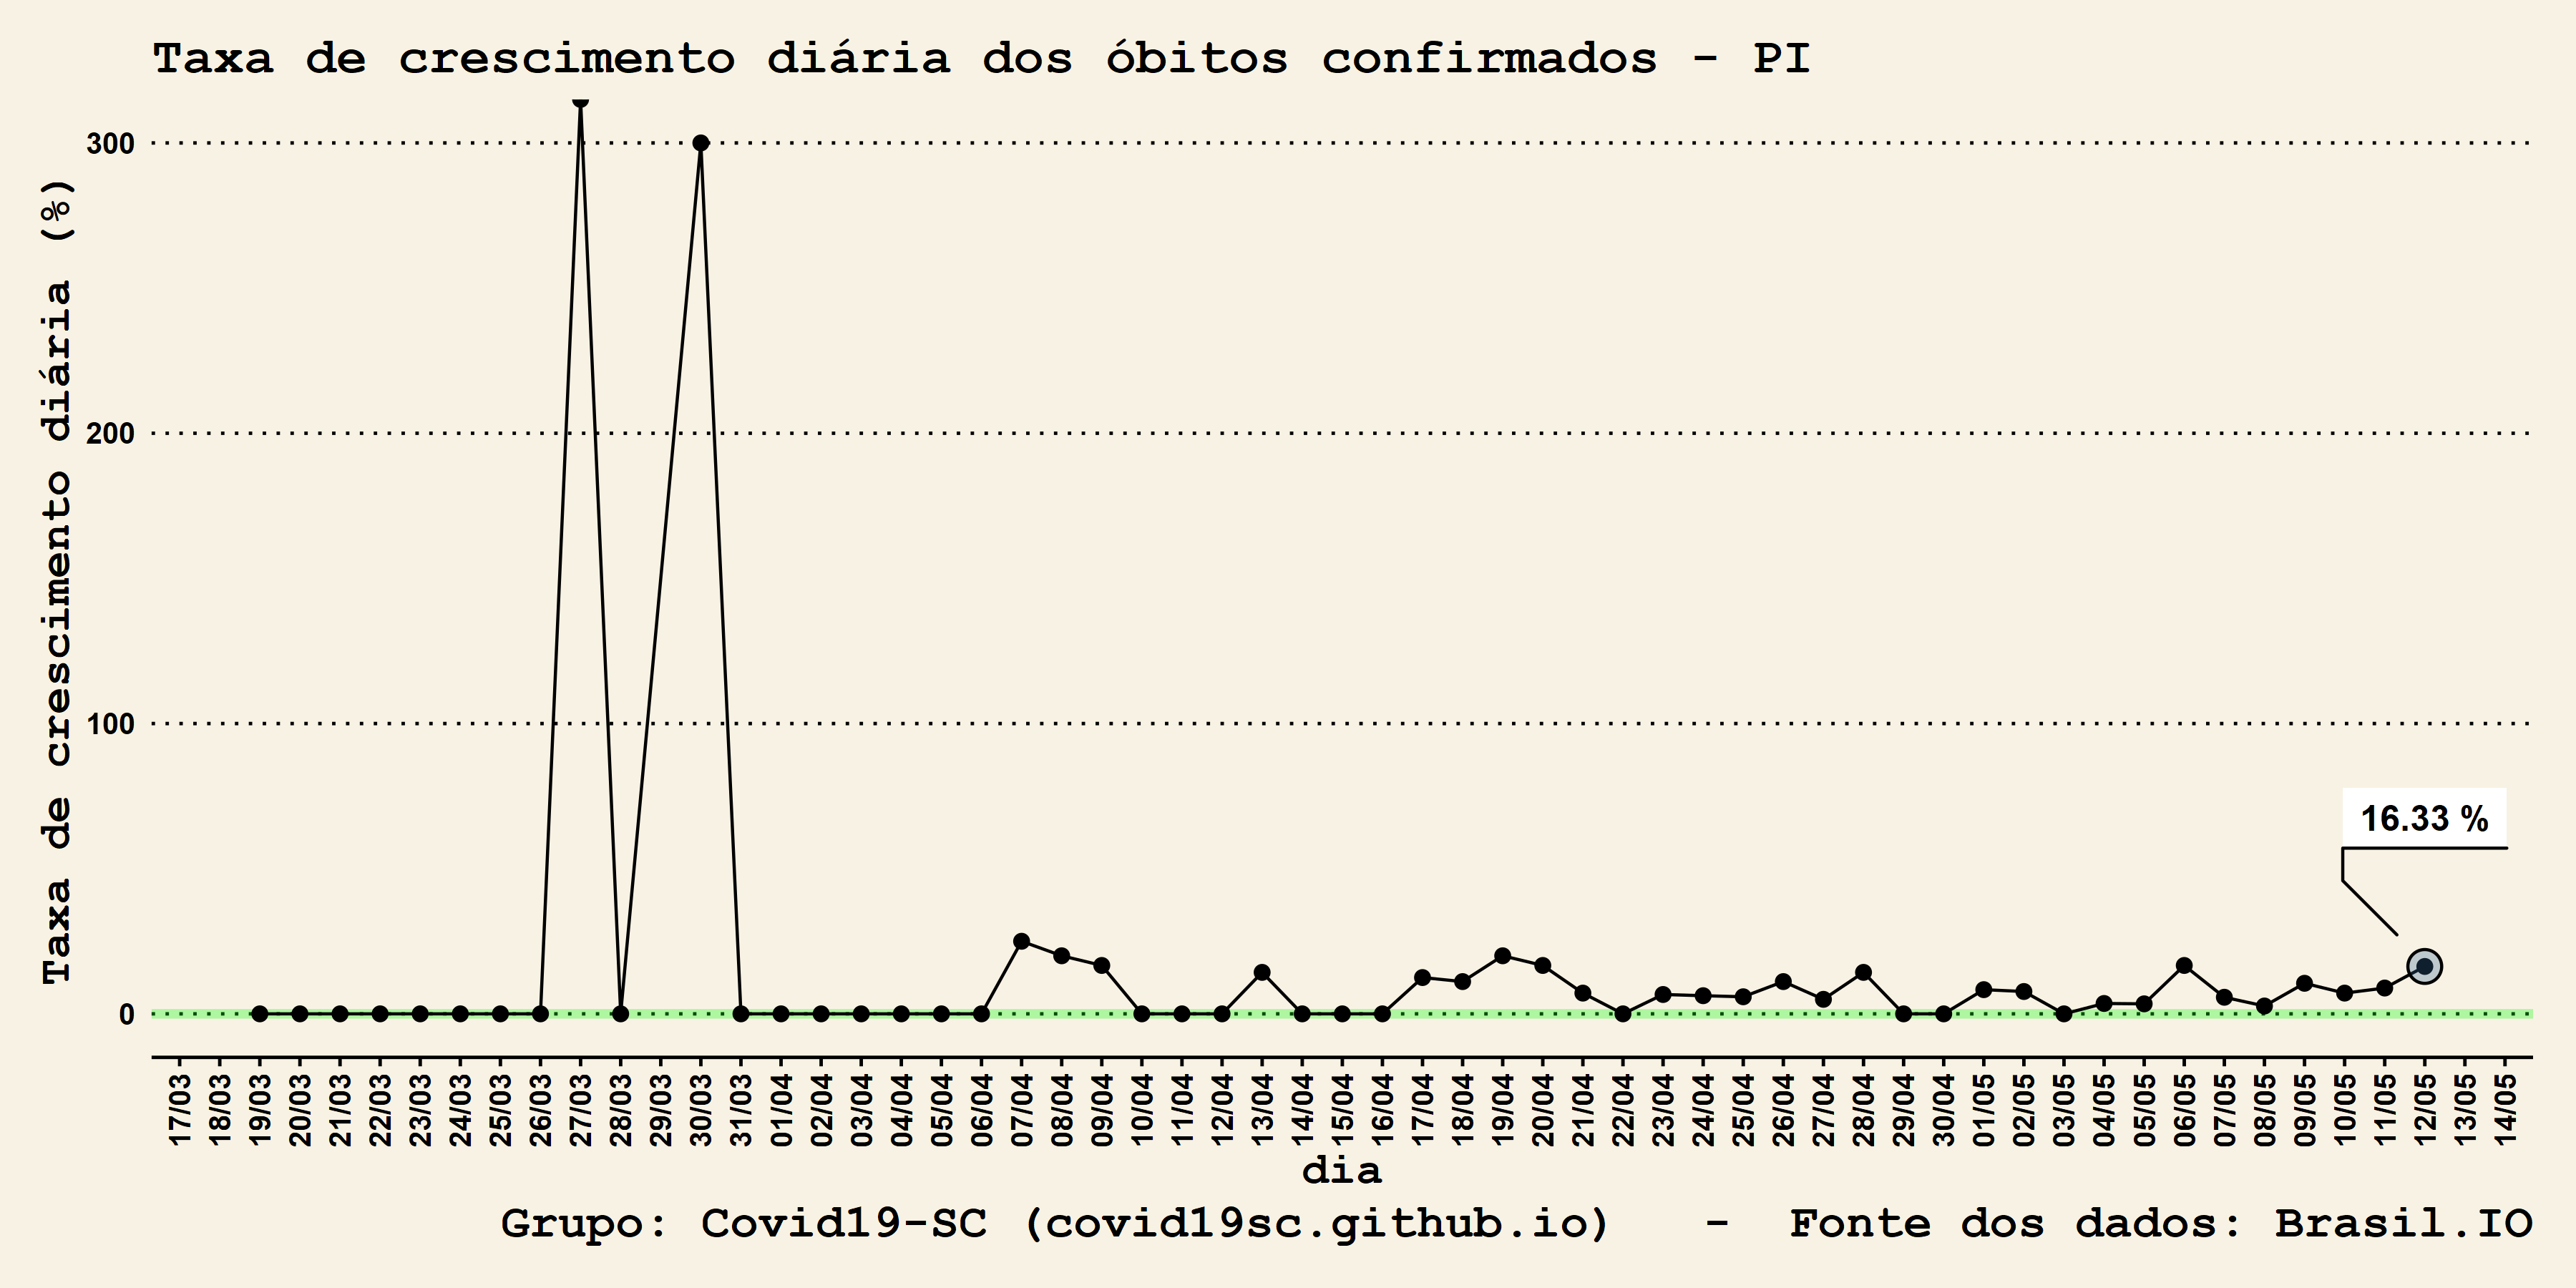 Taxa de crescimento diária dos óbitos confirmados - PI
Taxa de crescimento diária (%)
300
200
100
0
16.33 %
17/03 18/03 19/03 20/03 21/03 22/03 23/03 24/03 25/03 26/03 27/03 28/03 29/03 30/03 31/03 01/04 02/04 03/04 04/04 05/04 06/04 07/04 08/04 09/04 10/04 11/04 12/04 13/04 14/04 15/04 16/04 17/04 18/04 19/04 20/04 21/04 22/04 23/04 24/04 25/04 26/04 27/04 28/04 29/04 30/04 01/05 02/05 03/05 04/05 05/05 06/05 07/05 08/05 09/05 10/05 11/05 12/05 13/05 14/05
dia
Grupo: Covid19-SC (covid19sc.github.io) - Fonte dos dados: Brasil.IO